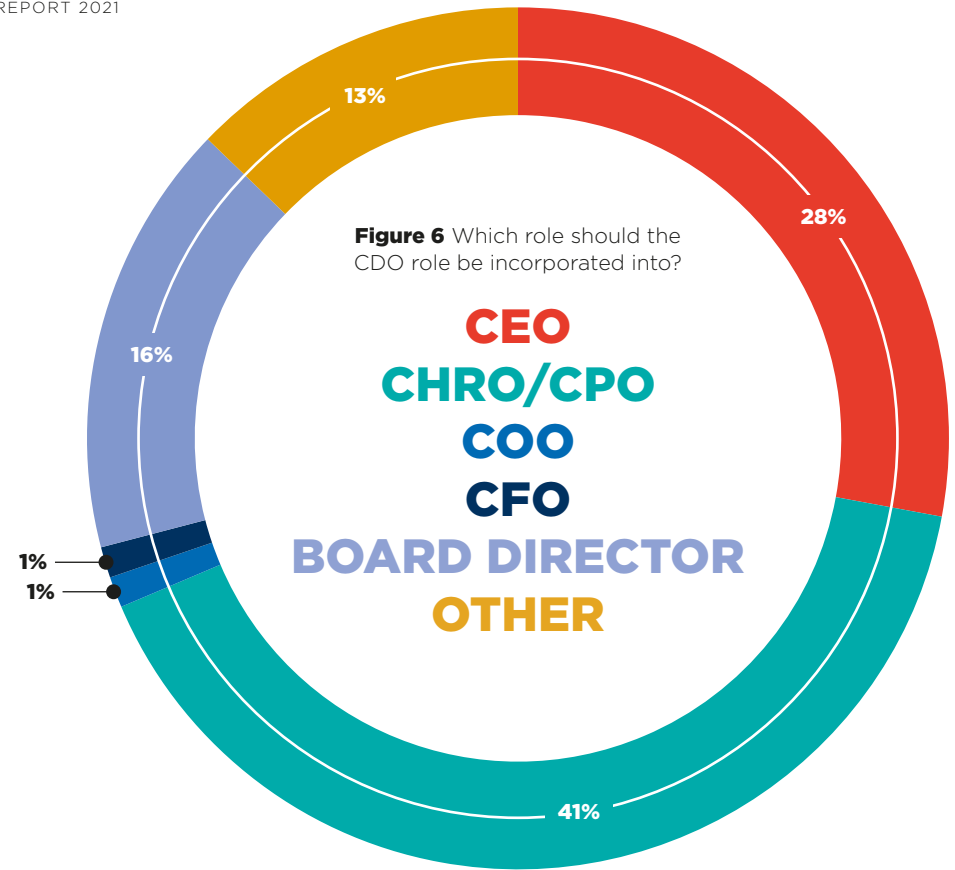 REPORT 2021
13%
28%
Figure 6 Which role should the
CDO role be incorporated into?
CEO
16%
CHRO/CPO
COO
CFO
BOARD DIRECTOR
1%
1%
OTHER
41%